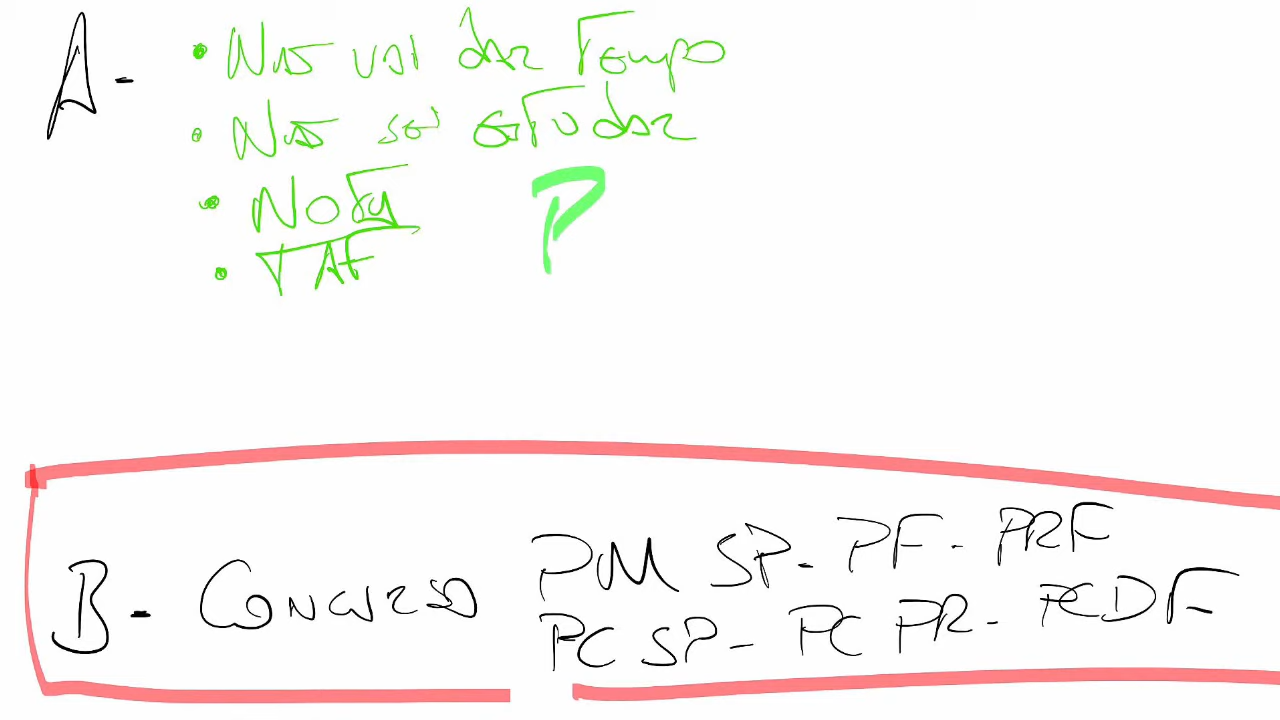 A-
• Não vai dar Tempo
• Não sei estudar
• Nota
• TAF
P
B - Concurso
PM SP - PF - PRF
PC SP - PC PR - PCDF